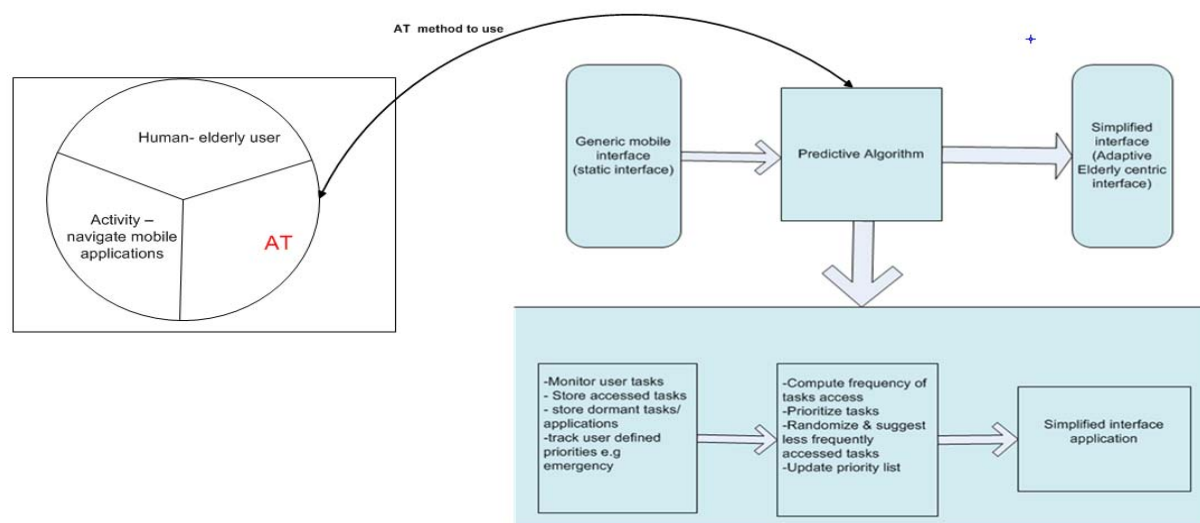 AT method to use
Human- elderly user
Activity –
navigate mobile
applications
AT
Generic mobile
interface
(static interface)
Predictive Algorithm
Simplified
interface
(Adaptive
Elderly centric
interface)
-Monitor user tasks
- Store accessed tasks
- store dormant tasks/
applications
-track user defined
priorities e.g
emergency
-Compute frequency of
tasks access
-Prioritize tasks
-Randomize & suggest
less frequently
accessed tasks
-Update priority list
Simplified interface
application